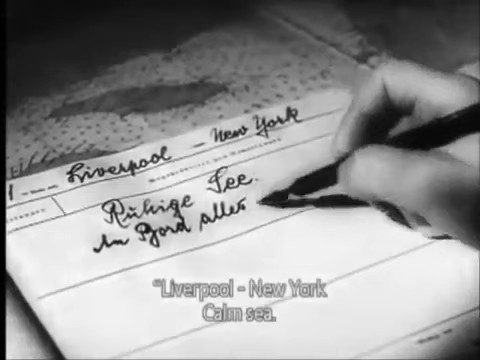 Liverpool - New York
Ruhige See.
An Bord alles
"Liverpool - New York
Calm sea.